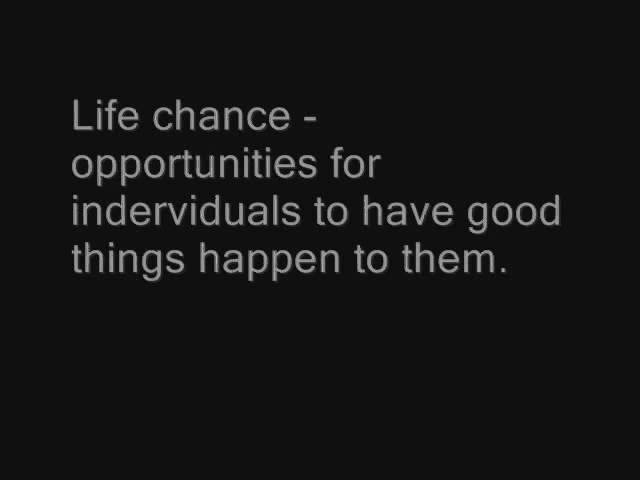 Life chance -
opportunities for
inderviduals to have good
things happen to them.